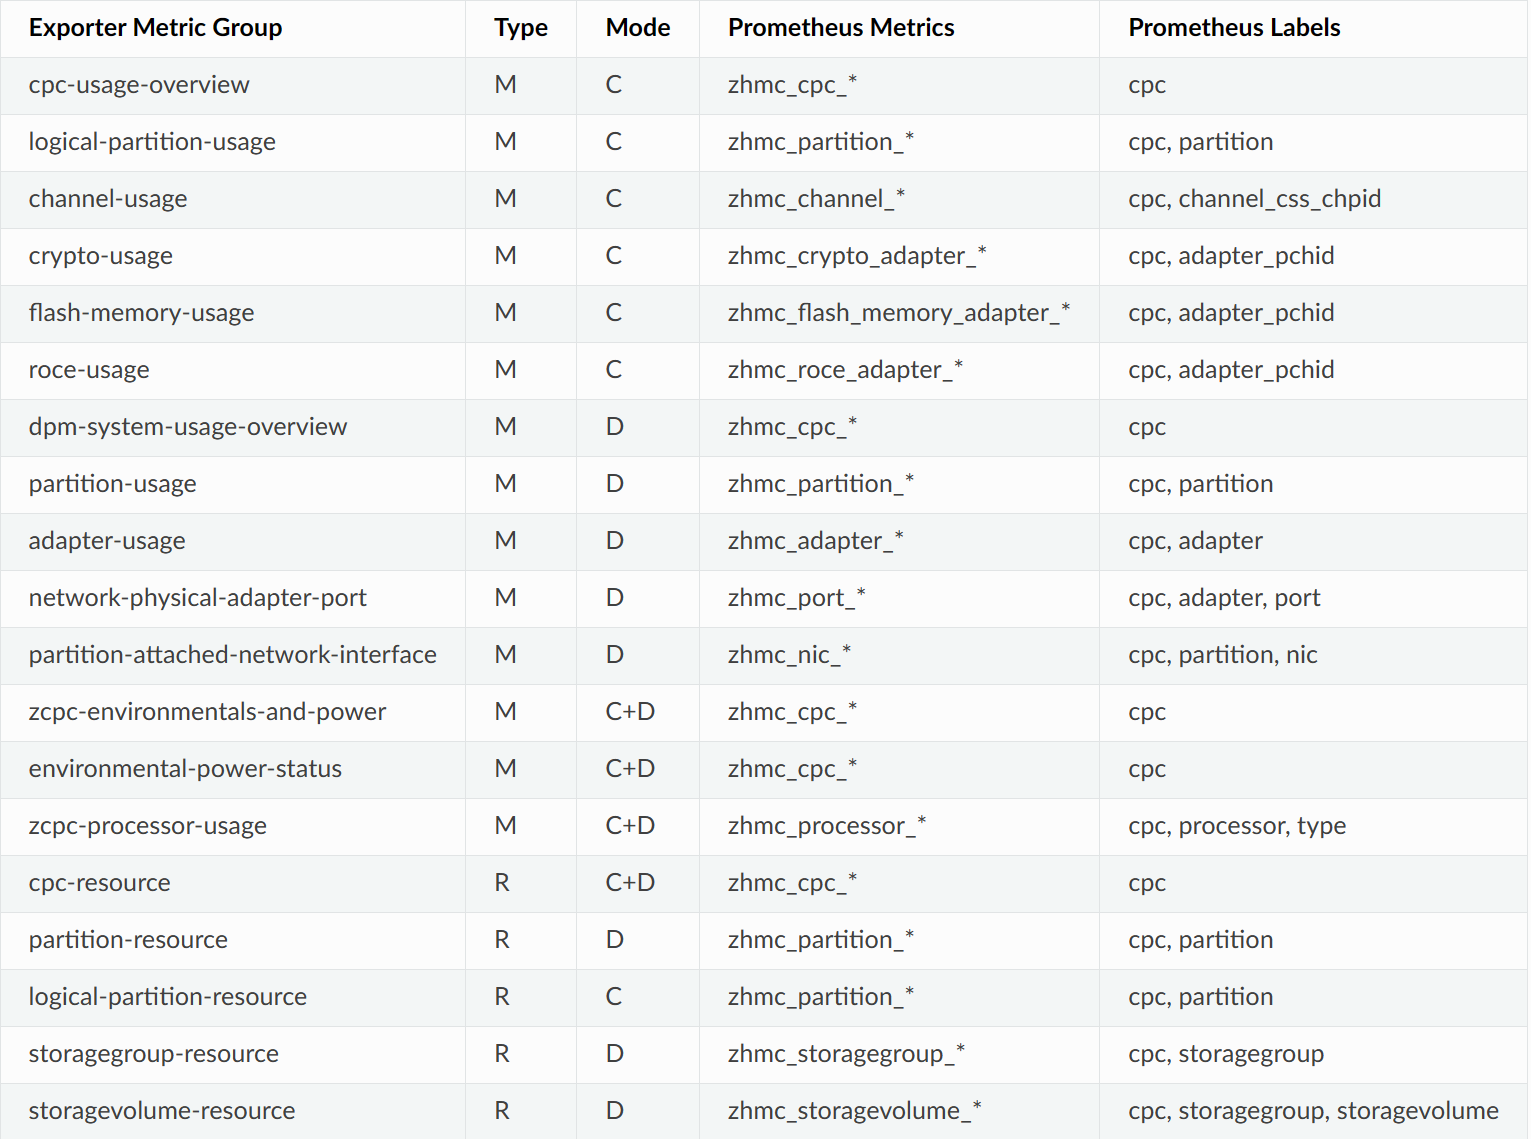 Exporter Metric Group Type Mode Prometheus Metrics Prometheus Labels
cpc-usage-overview M C zhmc_cpc_* cpc
logical-partition-usage M C zhmc_partition_* cpc, partition
channel-usage M C zhmc_channel_* cpc, channel_css_chpid
crypto-usage M C zhmc_crypto_adapter_* cpc, adapter_pchid
flash-memory-usage M C zhmc_flash_memory_adapter_* cpc, adapter_pchid
roce-usage M C zhmc_roce_adapter_* cpc, adapter_pchid
dpm-system-usage-overview M D zhmc_cpc_* cpc
partition-usage M D zhmc_partition_* cpc, partition
adapter-usage M D zhmc_adapter_* cpc, adapter
network-physical-adapter-port M D zhmc_port_* cpc, adapter, port
partition-attached-network-interface M D zhmc_nic_* cpc, partition, nic
zcpc-environmentals-and-power M C+D zhmc_cpc_* cpc
environmental-power-status M C+D zhmc_cpc_* cpc
zcpc-processor-usage M C+D zhmc_processor_* cpc, processor, type
cpc-resource R C+D zhmc_cpc_* cpc
partition-resource R D zhmc_partition_* cpc, partition
logical-partition-resource R C zhmc_partition_* cpc, partition
storagegroup-resource R D zhmc_storagegroup_* cpc, storagegroup
storagevolume-resource R D zhmc_storagevolume_* cpc, storagegroup, storagevolume